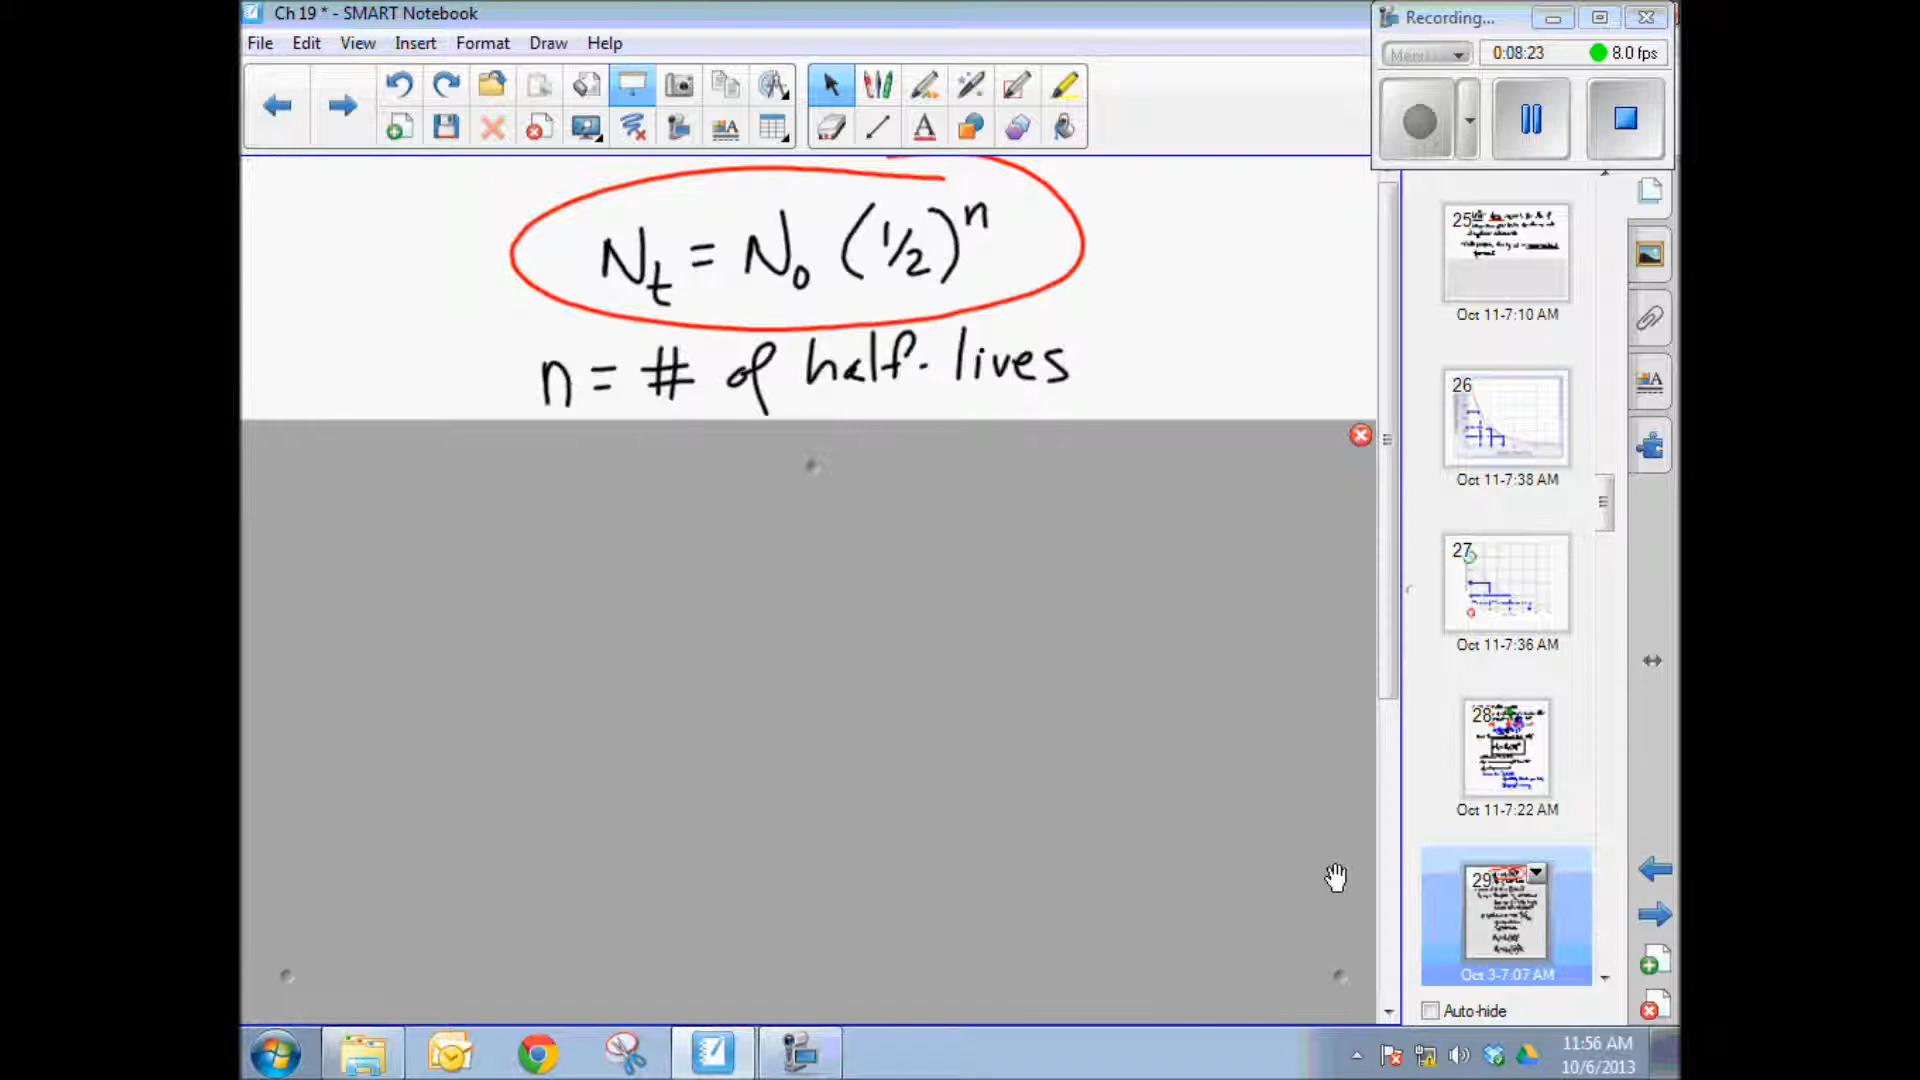 Ch 19 * - SMART Notebook
File Edit View Insert Format Draw Help
Recording...
Menu
0:08:23
8.0 fps
Nt = N0 (1/2)^n
n = # of half-lives
25
Oct 11-7:10 AM
26
Oct 11-7:38 AM
27
Oct 11-7:36 AM
28
Oct 11-7:22 AM
29
Oct 3-7:07 AM
Auto-hide
11:56 AM
10/6/2013